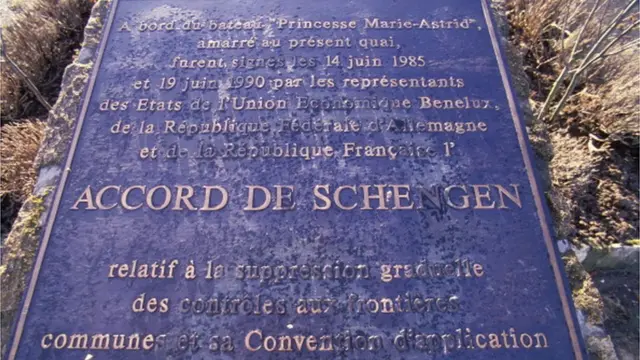 A bord du bateau "Princesse Marie-Astrid",
amarré au présent quai,
furent signés les 14 juin 1985
et 19 juin 1990 par les représentants
des Etats de l'Union Economique Benelux,
de la République Fédérale d'Allemagne
et de la République Française l'
ACCORD DE SCHENGEN
relatif à la suppression graduelle
des contrôles aux frontières
communes et sa Convention d'application